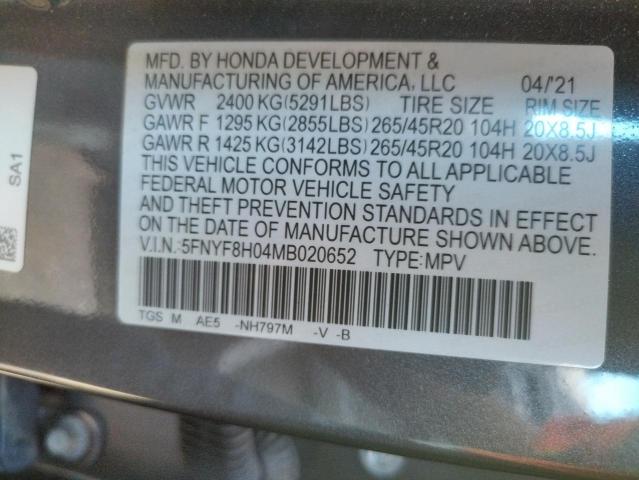 MFD. BY HONDA DEVELOPMENT &
MANUFACTURING OF AMERICA, LLC 04/'21
GVWR 2400 KG(5291LBS) TIRE SIZE RIM SIZE
GAWR F 1295 KG(2855LBS) 265/45R20 104H 20X8.5J
GAWR R 1425 KG(3142LBS) 265/45R20 104H 20X8.5J
THIS VEHICLE CONFORMS TO ALL APPLICABLE
FEDERAL MOTOR VEHICLE SAFETY
AND THEFT PREVENTION STANDARDS IN EFFECT
ON THE DATE OF MANUFACTURE SHOWN ABOVE.
V.I.N.:5FNYF8H04MB020652 TYPE:MPV
TGS M AE5 -NH797M -V -B
SA1